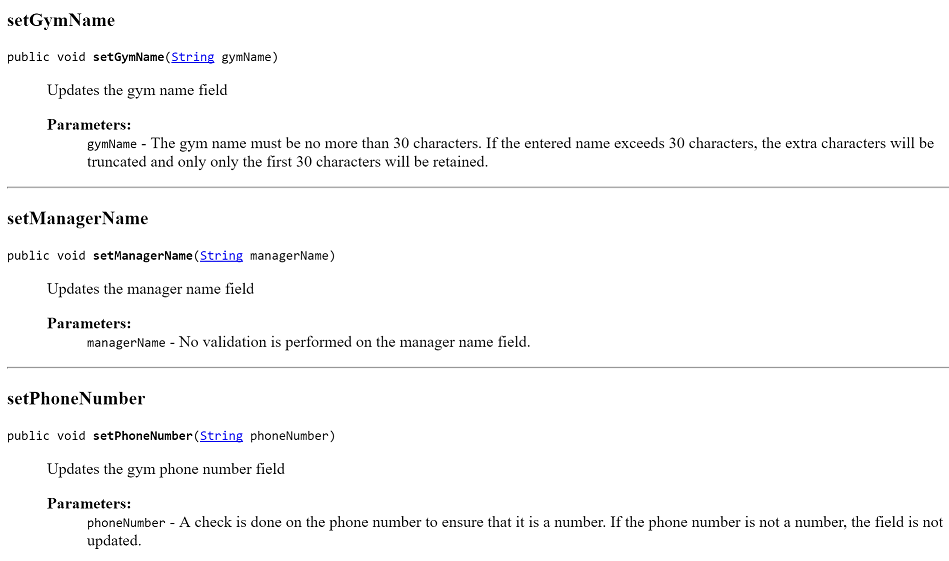 setGymName
public void setGymName(String gymName)
Updates the gym name field
Parameters:
gymName - The gym name must be no more than 30 characters. If the entered name exceeds 30 characters, the extra characters will be
truncated and only only the first 30 characters will be retained.
setManagerName
public void setManagerName(String managerName)
Updates the manager name field
Parameters:
managerName - No validation is performed on the manager name field.
setPhoneNumber
public void setPhoneNumber(String phoneNumber)
Updates the gym phone number field
Parameters:
phoneNumber - A check is done on the phone number to ensure that it is a number. If the phone number is not a number, the field is not
updated.